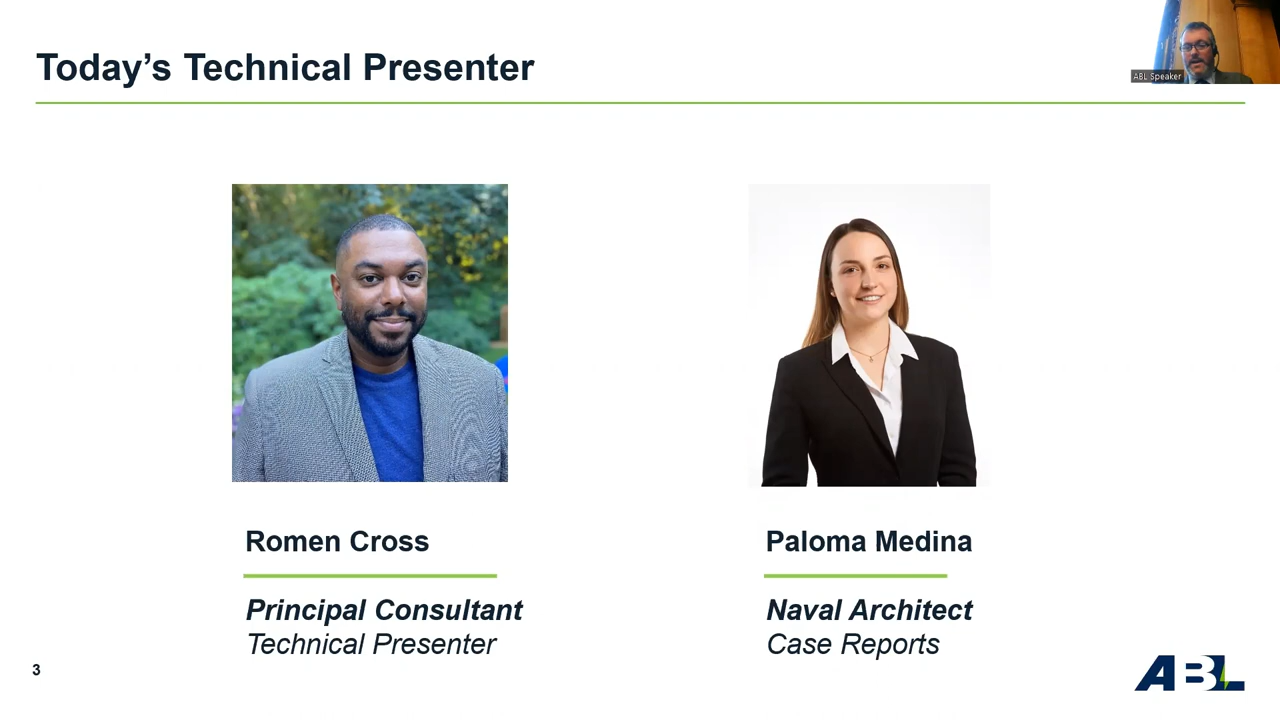 Today’s Technical Presenter
ABL Speaker
Romen Cross
Principal Consultant
Technical Presenter
Paloma Medina
Naval Architect
Case Reports
3
ABL